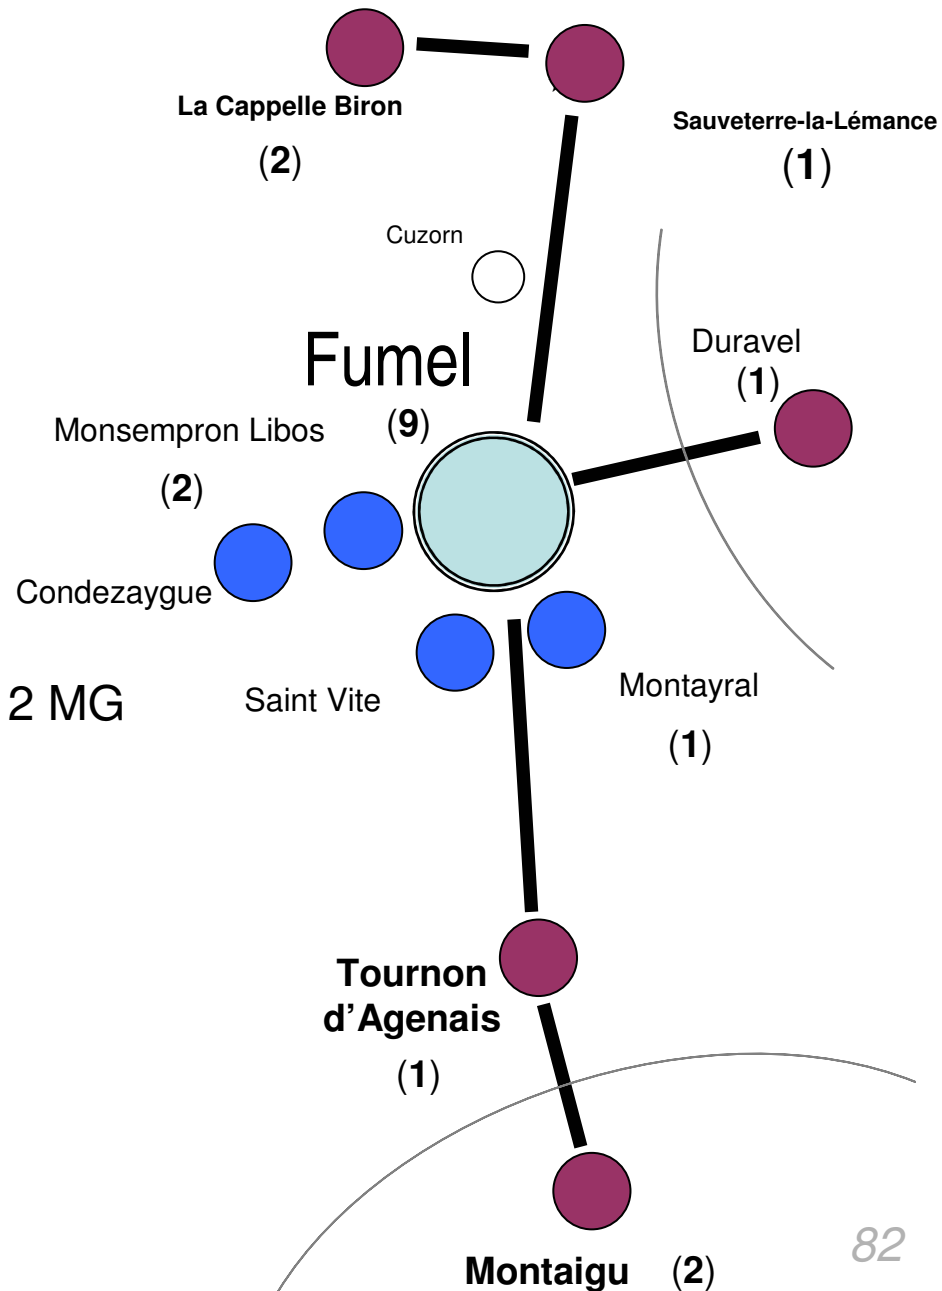 La Cappelle Biron
(2)
Sauveterre-la-Lémance
(1)
Cuzorn
Fumel
(9)
Duravel
(1)
Monsempron Libos
(2)
Condezaygue
2 MG
Saint Vite
Montayral
(1)
Tournon
d'Agenais
(1)
Montaigu (2)
82